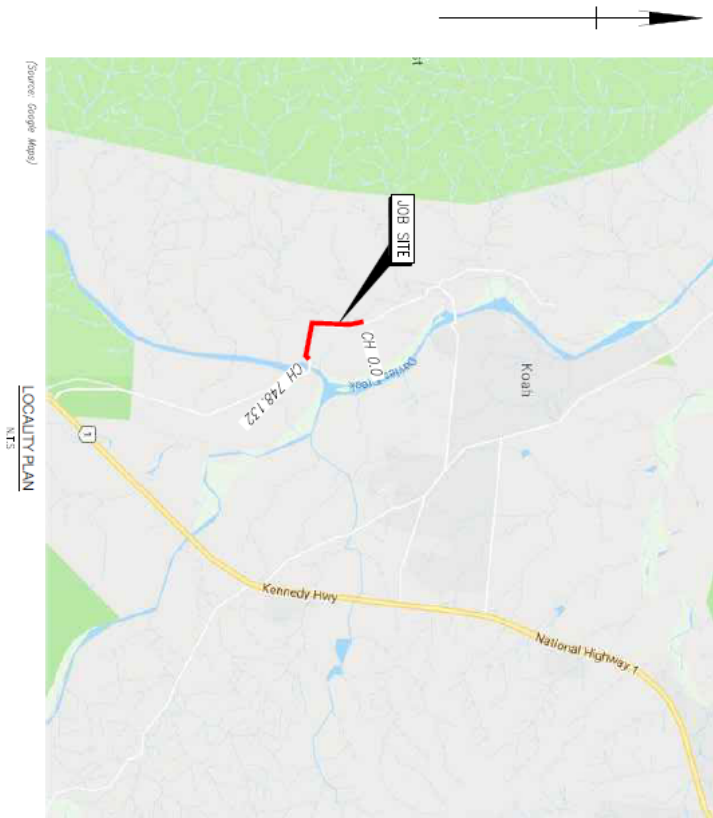 st
JOB SITE
CH 0.0
CH 748.132
Koah
1
Kennedy Hwy
National Highway 1
(Source: Google Maps)
LOCALITY PLAN
N.T.S